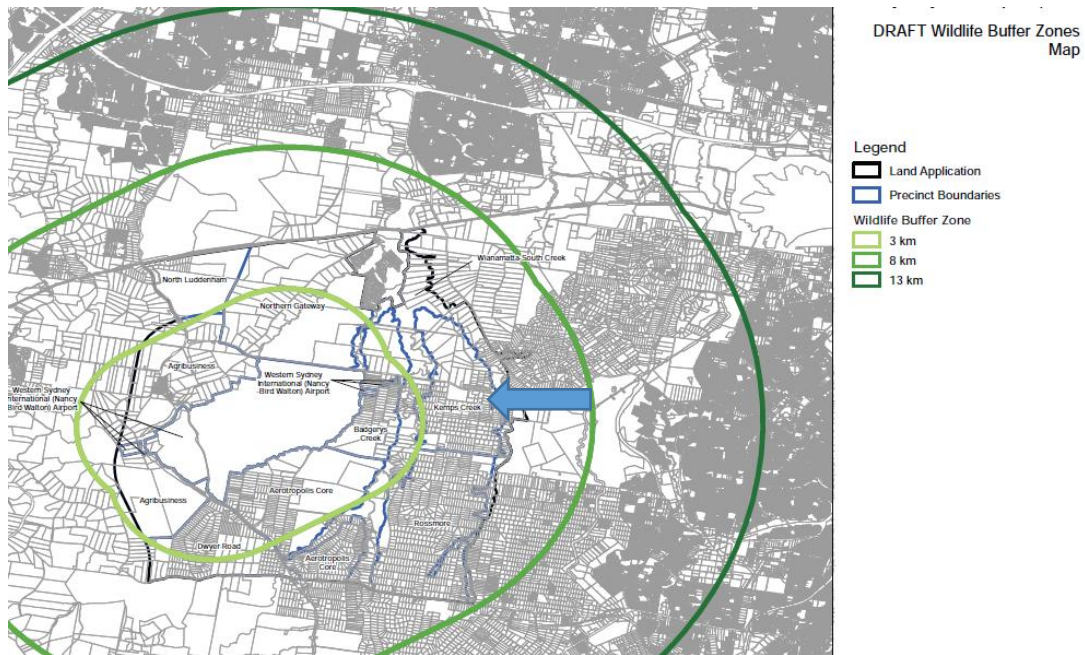 DRAFT Wildlife Buffer Zones
Map
Legend
Land Application
Precinct Boundaries
Wildlife Buffer Zone
3 km
8 km
13 km
Wianamatta-South Creek
North Luddenham
Northern Gateway
Agribusiness
Western Sydney
International (Nancy
-Bird Walton) Airport
Western Sydney
International (Nancy
Bird Walton) Airport
Kemps Creek
Badgerys
Creek
Aerotropolis Core
Agribusiness
Rossmore
Dwyer Road
Aerotropolis
Core